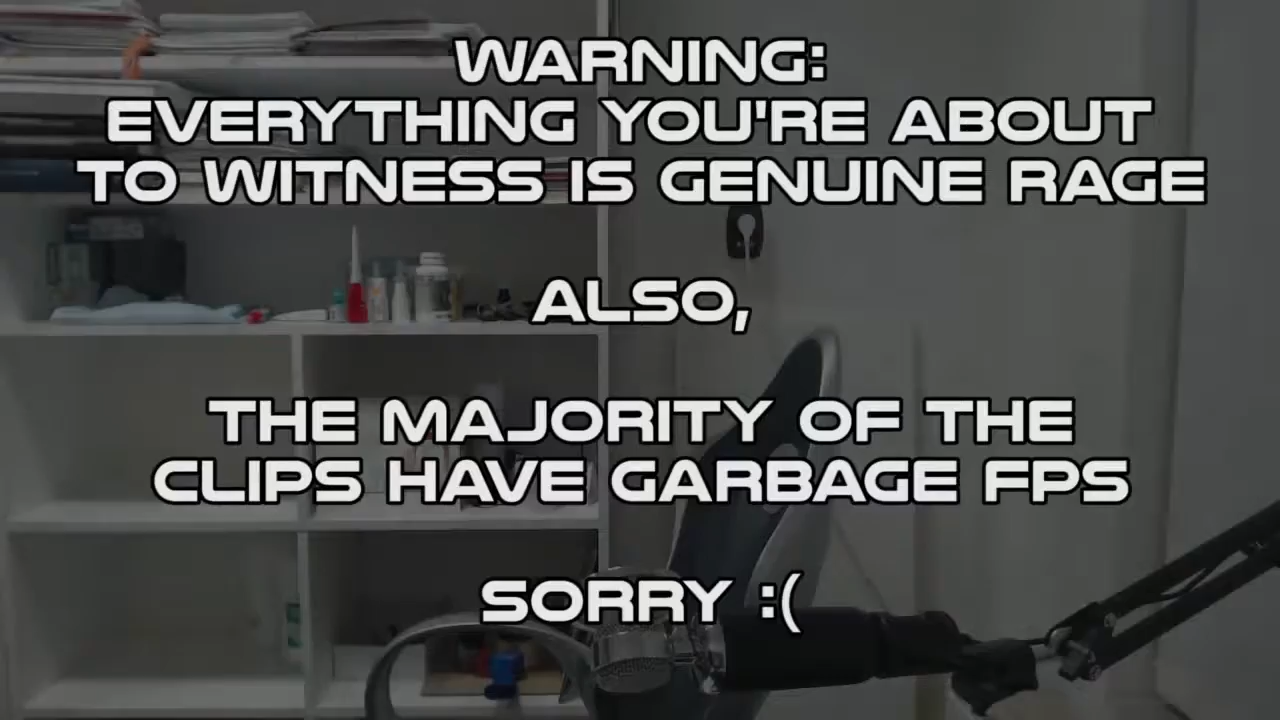 WARNING:
EVERYTHING YOU'RE ABOUT
TO WITNESS IS GENUINE RAGE
ALSO,
THE MAJORITY OF THE
CLIPS HAVE GARBAGE FPS
SORRY :(